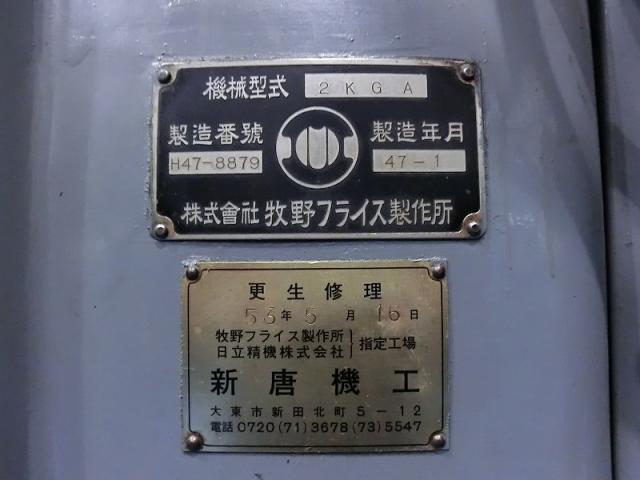 機械型式 2KGA
製造番號 製造年月
H47-8879 47-1
株式會社 牧野フライス製作所
更生修理
53年5月16日
牧野フライス製作所
日立精機株式会社 } 指定工場
新唐機工
大東市新田北町5-12
電話0720(71)3678(73)5547